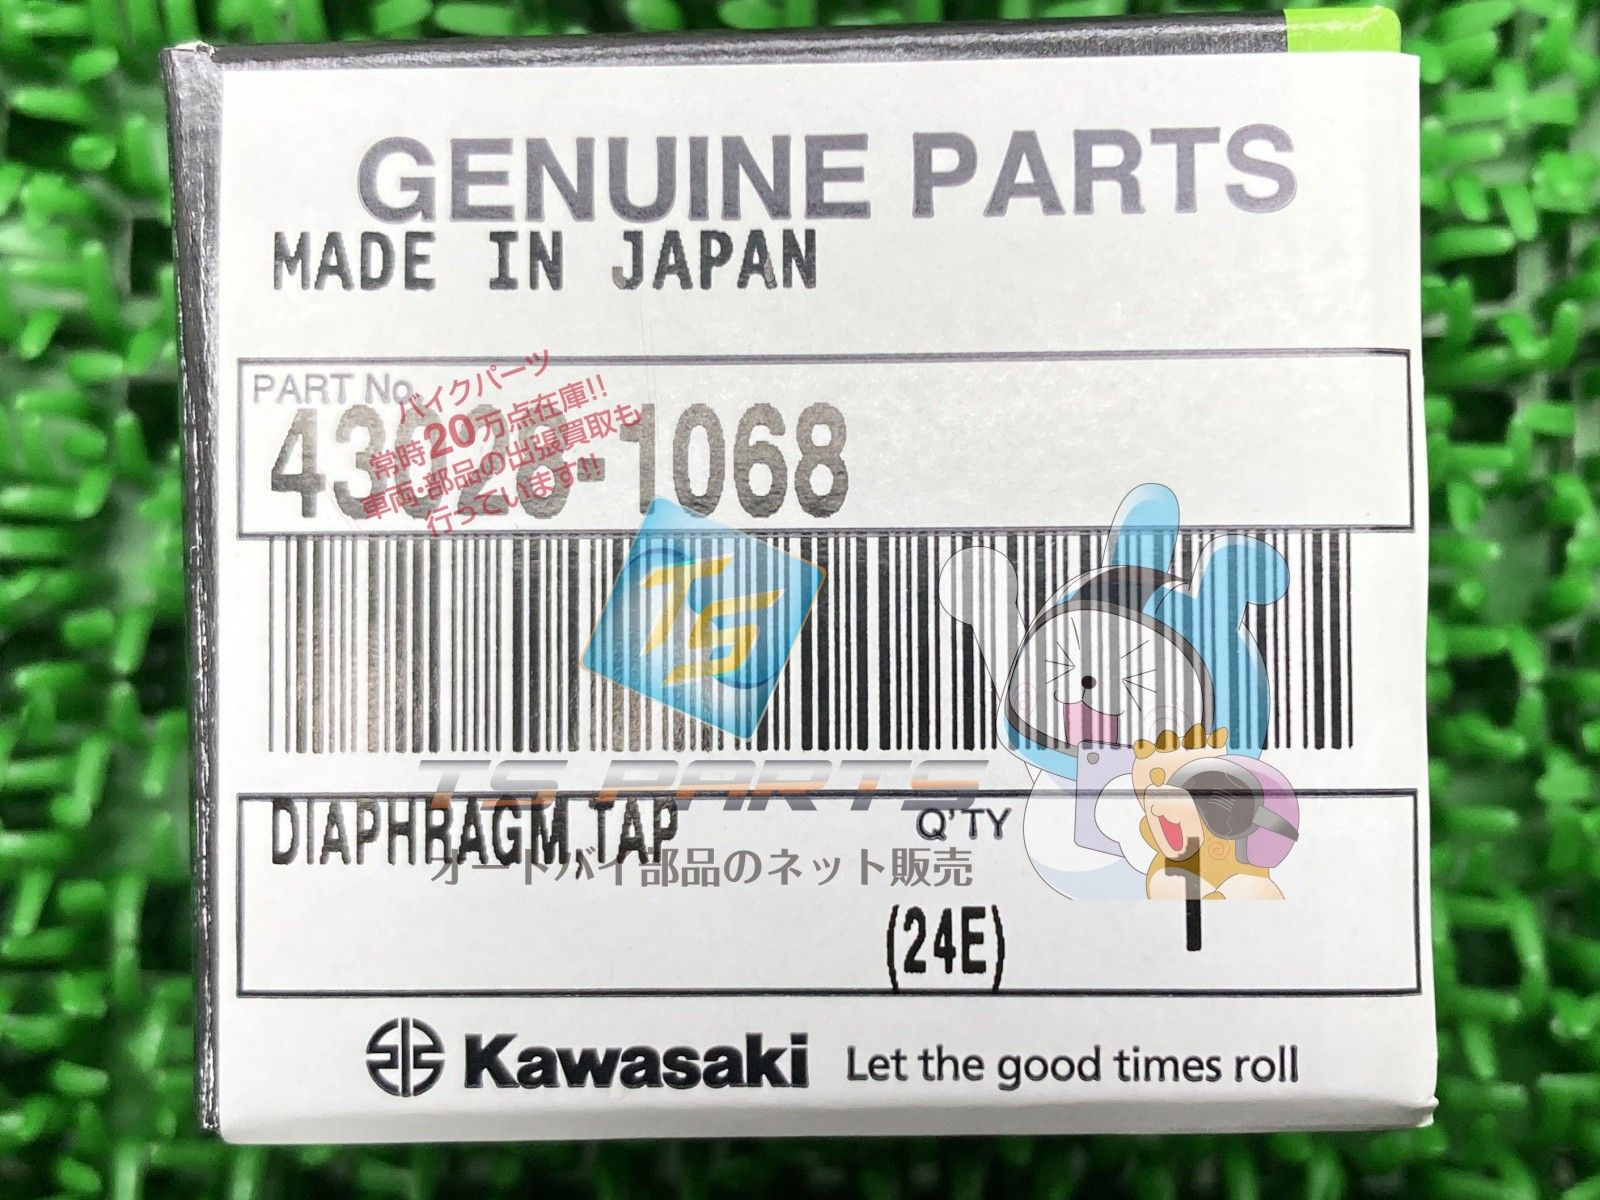 GENUINE PARTS
MADE IN JAPAN
PART No.
43028-1068
バイクパーツ
常時20万点在庫!!
車両・部品の出張買取も
行っています!!
TS
TS PARTS
DIAPHRAGM,TAP
Q'TY
オートバイ部品のネット販売
1
(24E)
Kawasaki Let the good times roll